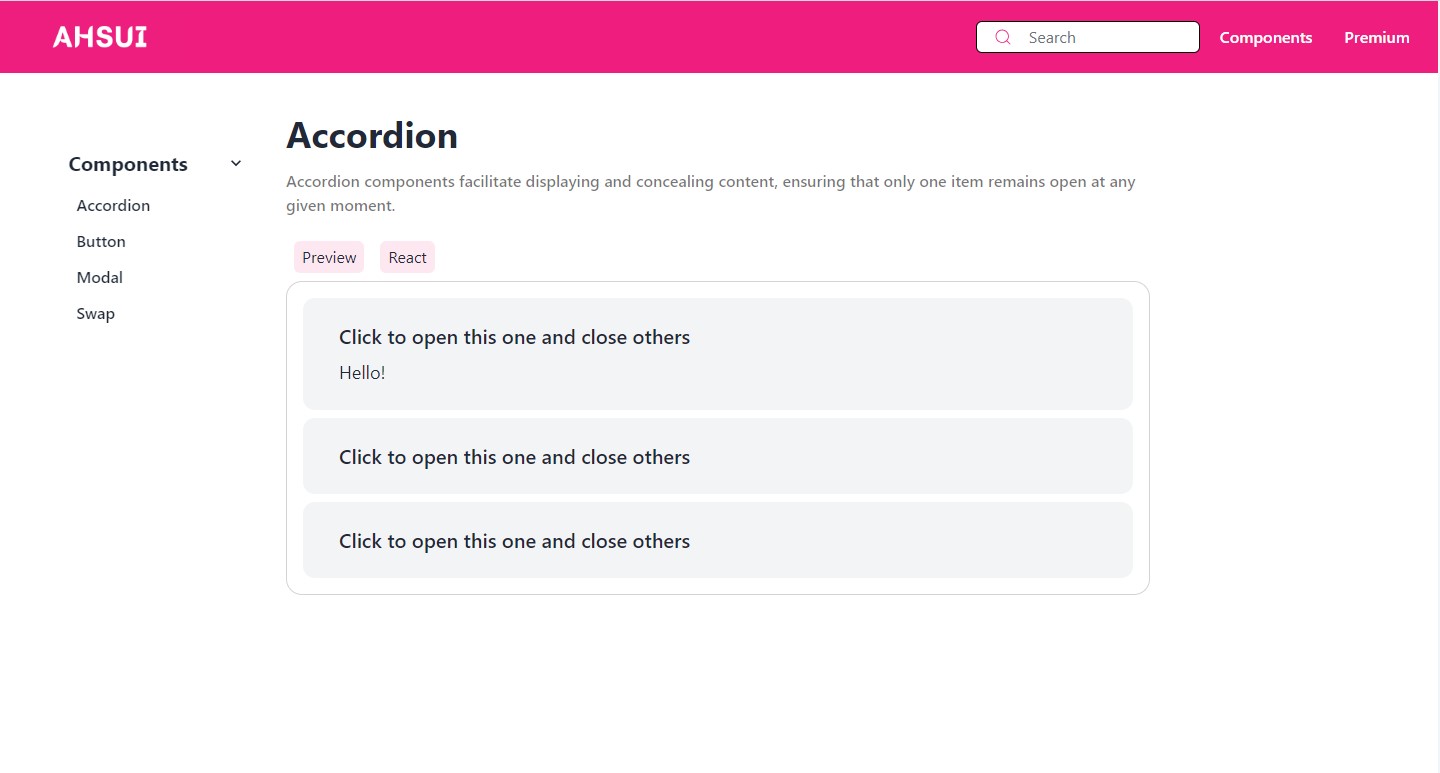 AHSUI
Search
Components
Premium
Components
Accordion
Button
Modal
Swap
Accordion
Accordion components facilitate displaying and concealing content, ensuring that only one item remains open at any
given moment.
Preview
React
Click to open this one and close others
Hello!
Click to open this one and close others
Click to open this one and close others